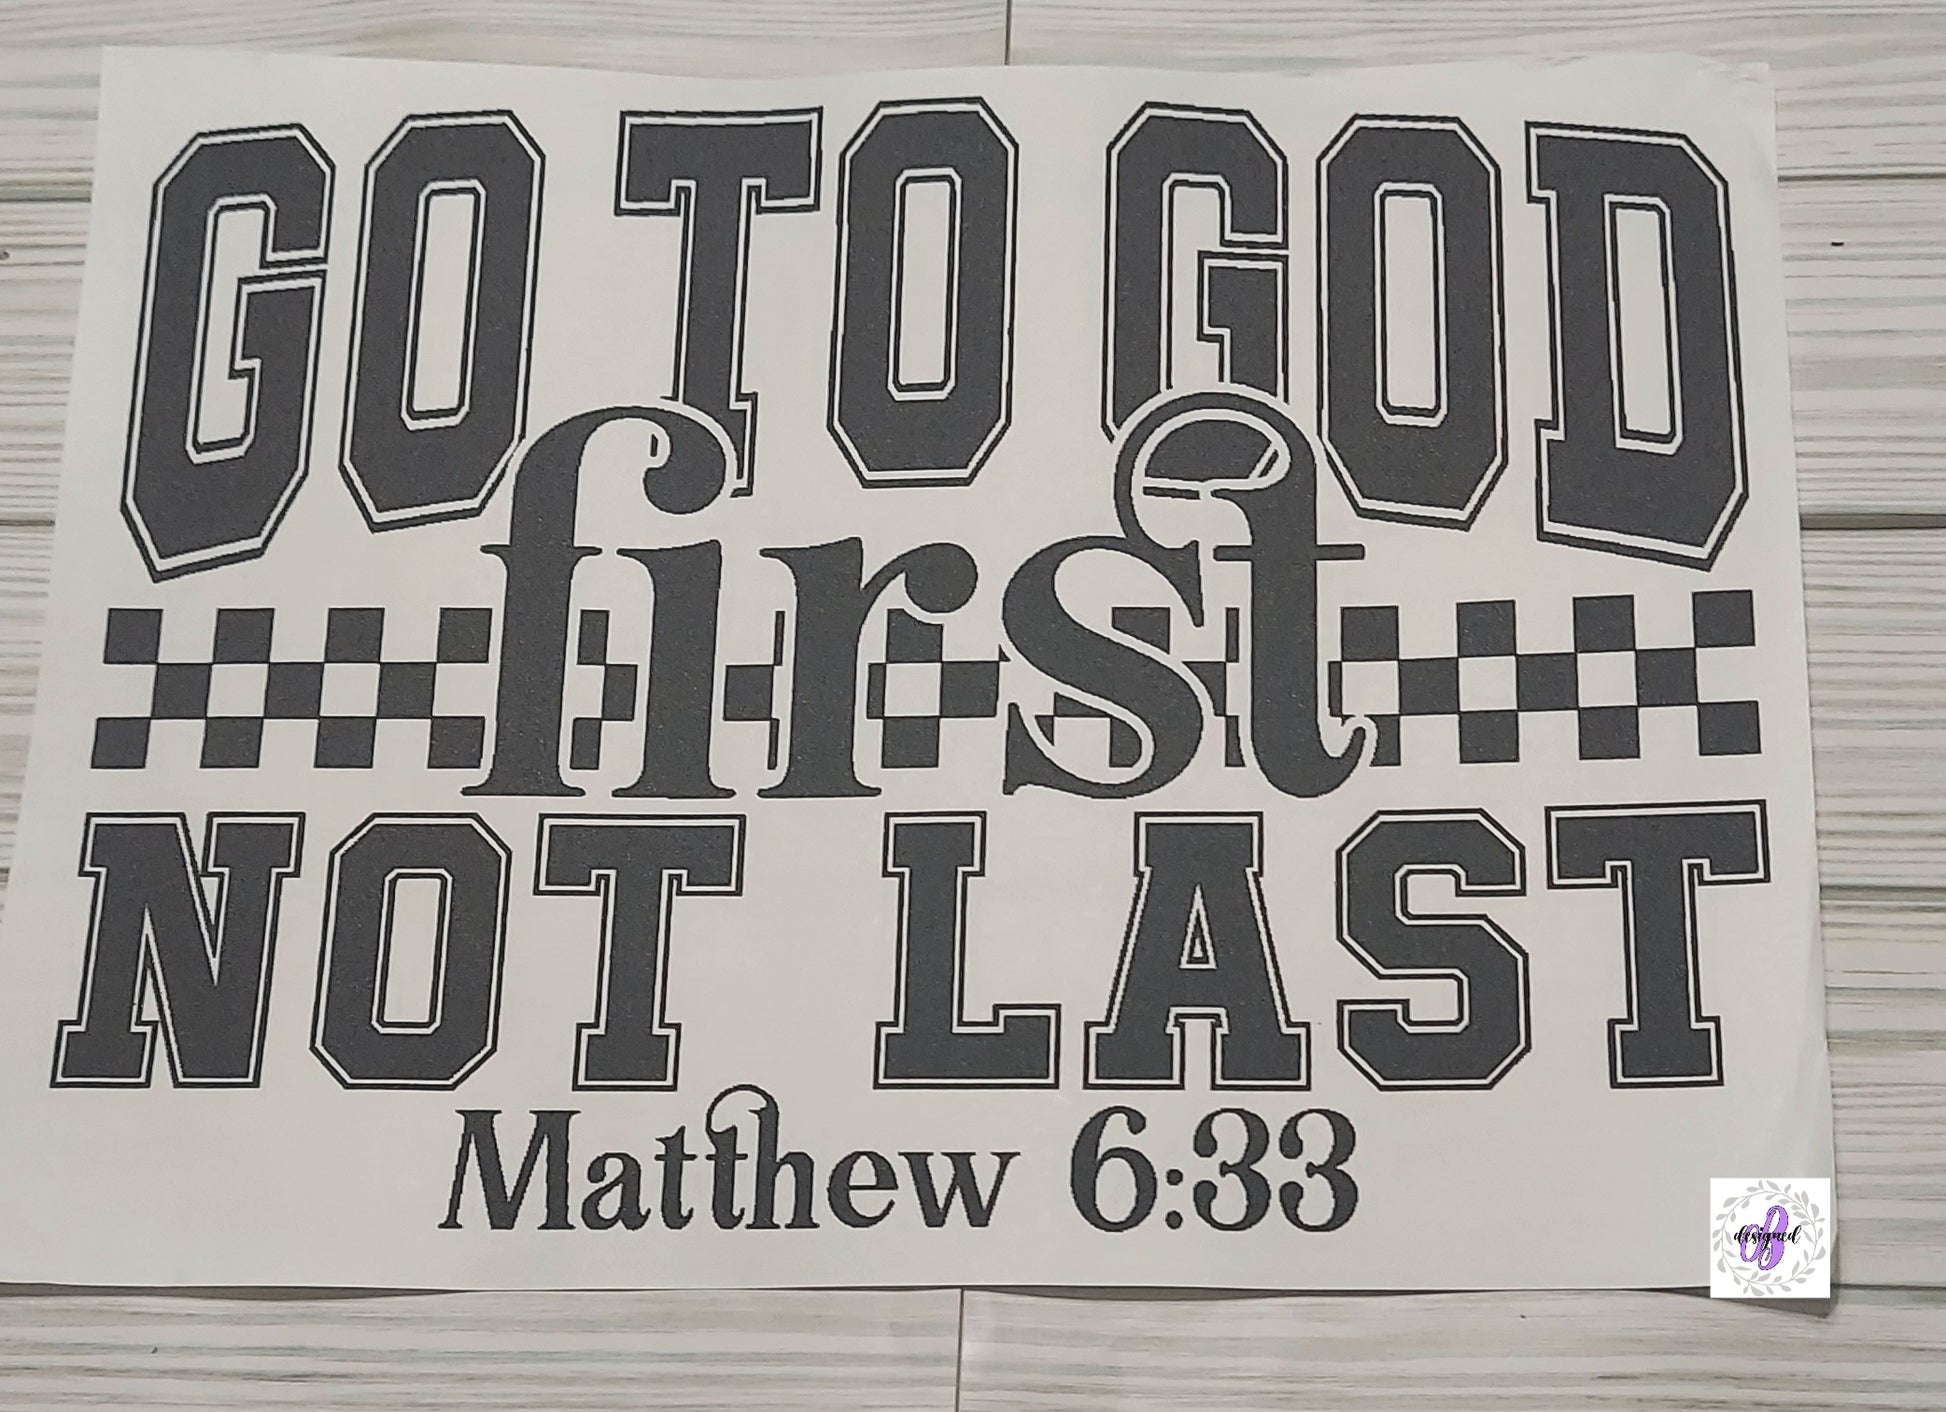 GO TO GOD
first
NOT LAST
Matthew 6:33
B designed